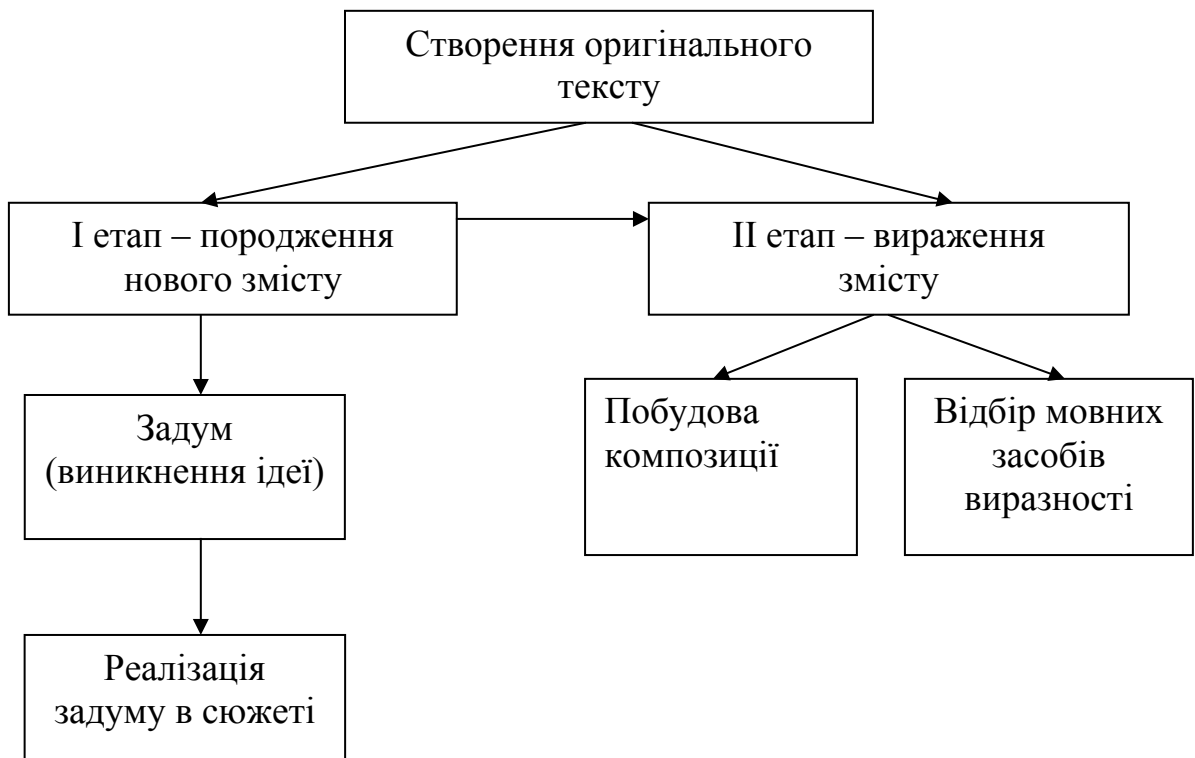 Створення оригінального
тексту
І етап – породження
нового змісту
ІІ етап – вираження
змісту
Задум
(виникнення ідеї)
Побудова
композиції
Відбір мовних
засобів
виразності
Реалізація
задуму в сюжеті